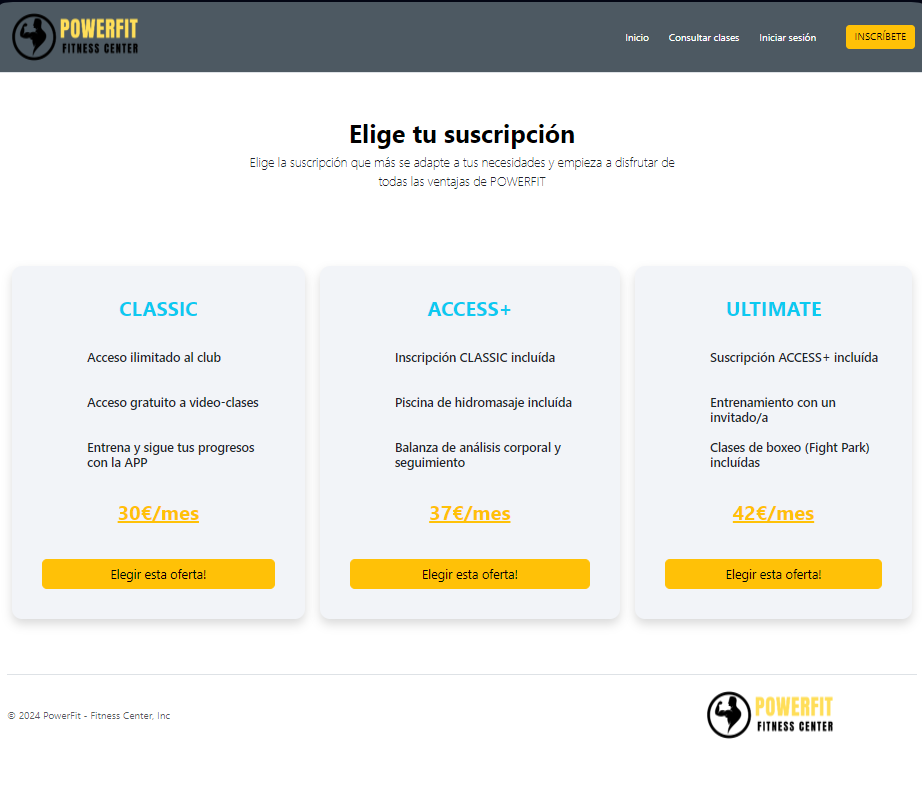 POWERFIT
FITNESS CENTER
Inicio
Consultar clases
Iniciar sesión
INSCRÍBETE
Elige tu suscripción
Elige la suscripción que más se adapte a tus necesidades y empieza a disfrutar de
todas las ventajas de POWERFIT
CLASSIC
Acceso ilimitado al club
Acceso gratuito a video-clases
Entrena y sigue tus progresos
con la APP
30€/mes
Elegir esta oferta!
ACCESS+
Inscripción CLASSIC incluída
Piscina de hidromasaje incluída
Balanza de análisis corporal y
seguimiento
37€/mes
Elegir esta oferta!
ULTIMATE
Suscripción ACCESS+ incluída
Entrenamiento con un
invitado/a
Clases de boxeo (Fight Park)
incluídas
42€/mes
Elegir esta oferta!
© 2024 PowerFit - Fitness Center, Inc
POWERFIT
FITNESS CENTER